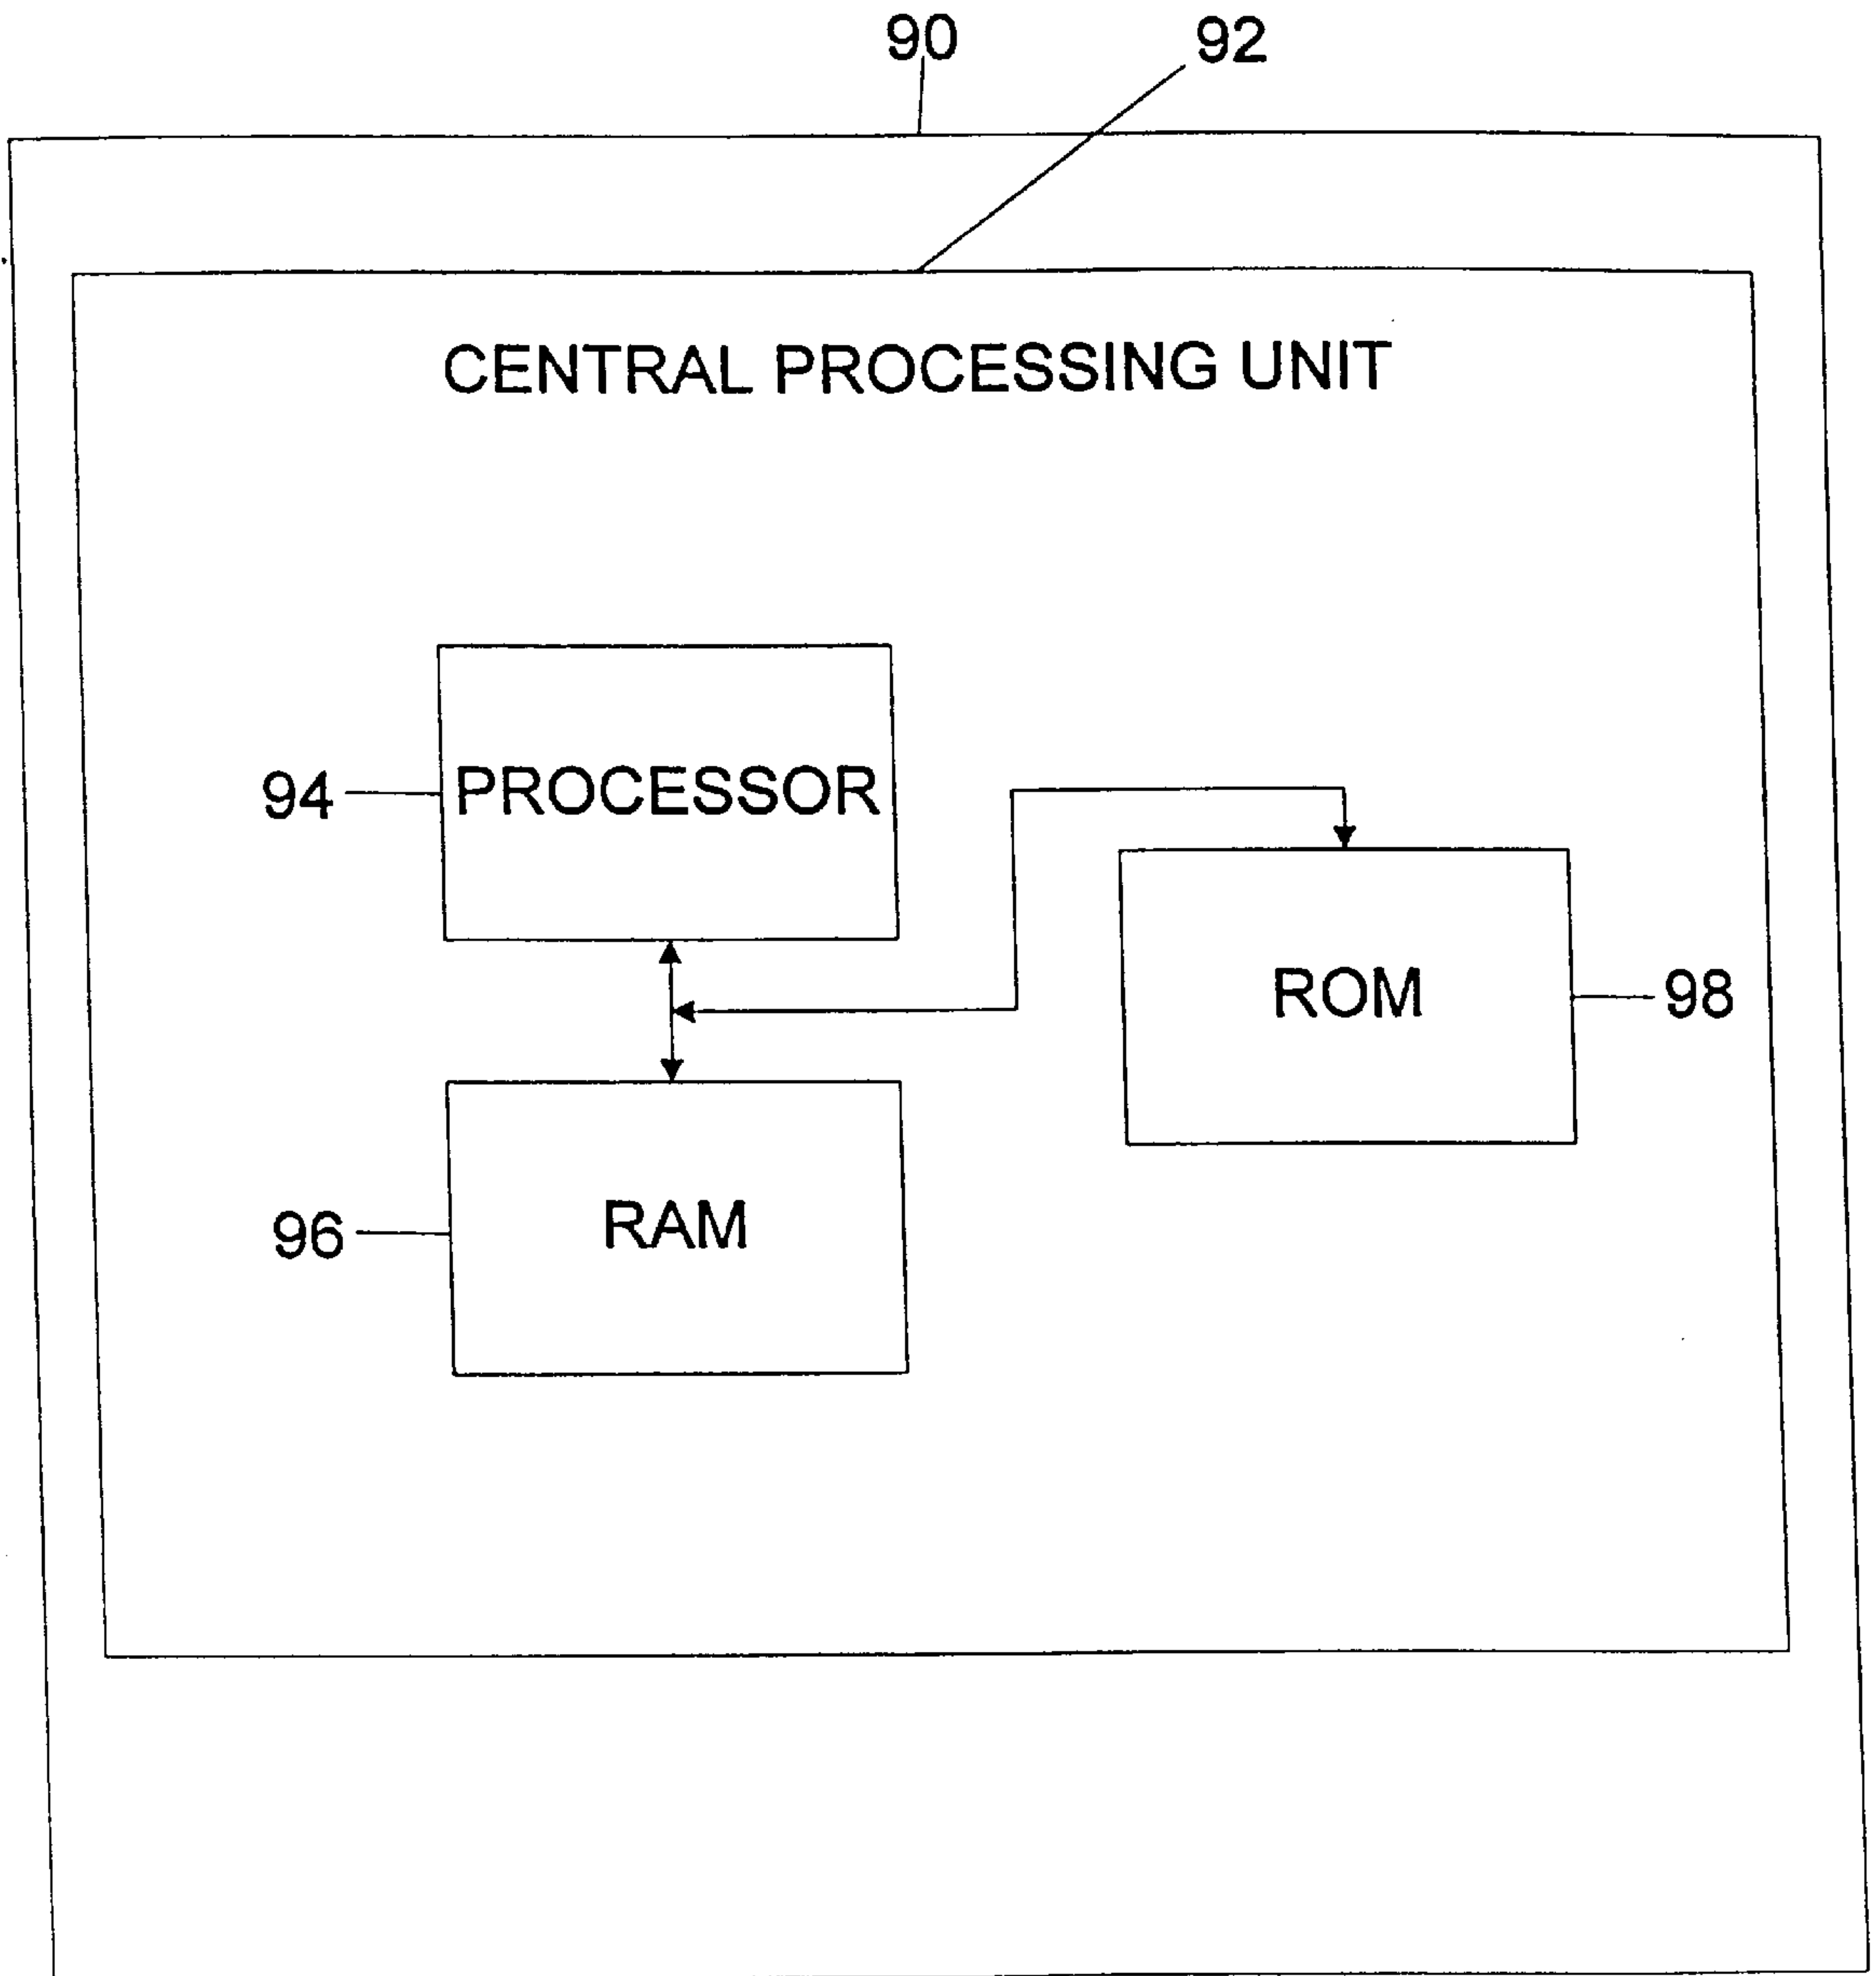 90
92
CENTRAL PROCESSING UNIT
94
PROCESSOR
ROM
98
96
RAM